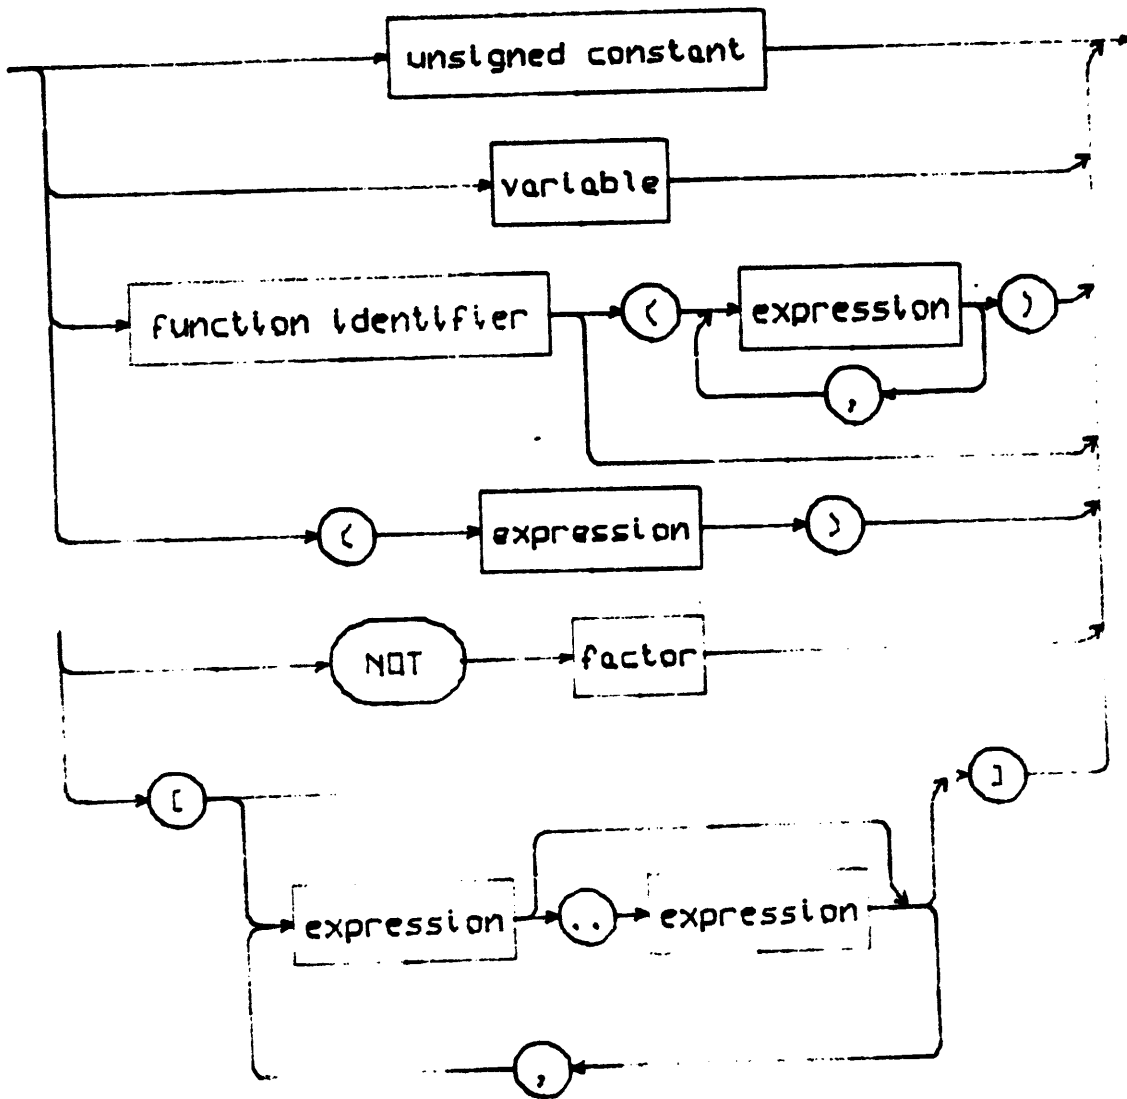 unsigned constant
variable
function identifier ( expression )
,
( expression )
NOT factor
[ ]
expression .. expression
,